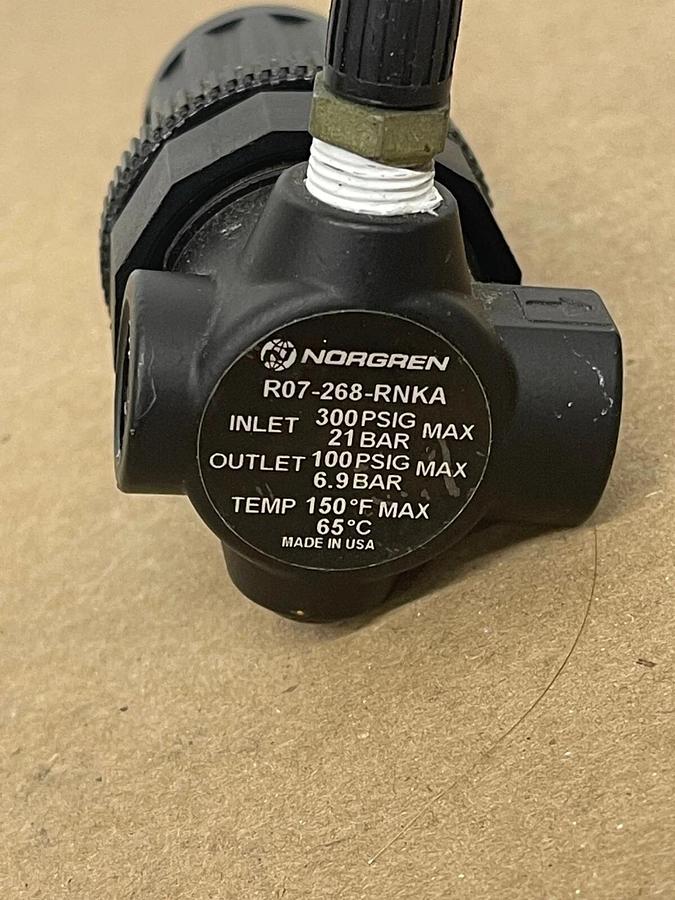 NORGREN
R07-268-RNKA
INLET 300 PSIG MAX
21 BAR
OUTLET 100 PSIG MAX
6.9 BAR
TEMP 150°F MAX
65°C
MADE IN USA